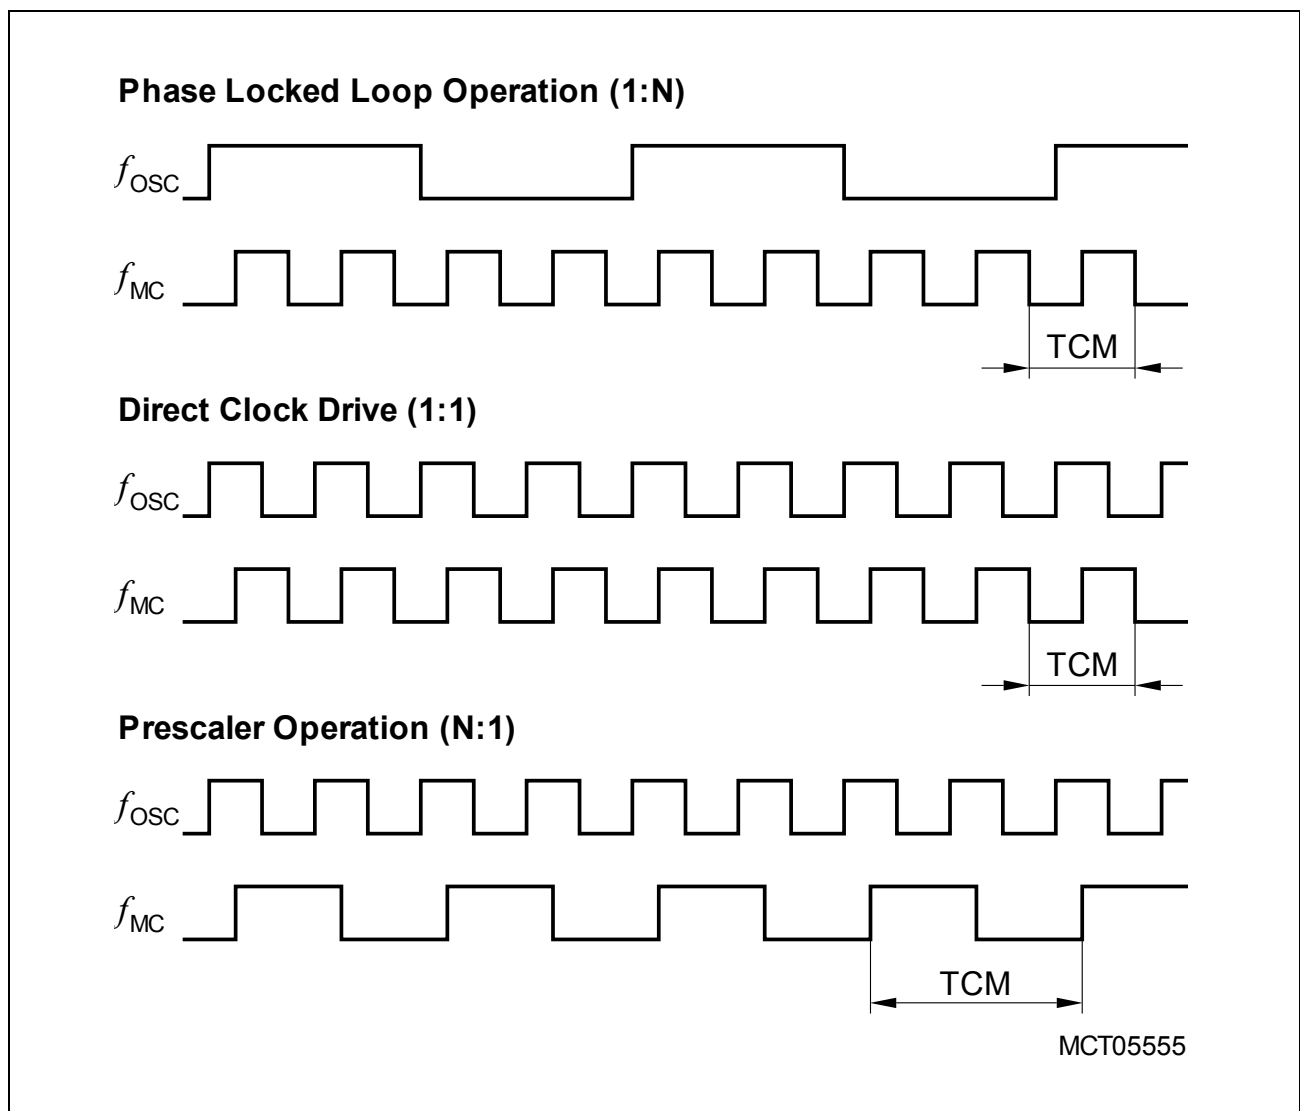 Phase Locked Loop Operation (1:N)
fOSC
fMC
TCM
Direct Clock Drive (1:1)
fOSC
fMC
TCM
Prescaler Operation (N:1)
fOSC
fMC
TCM
MCT05555